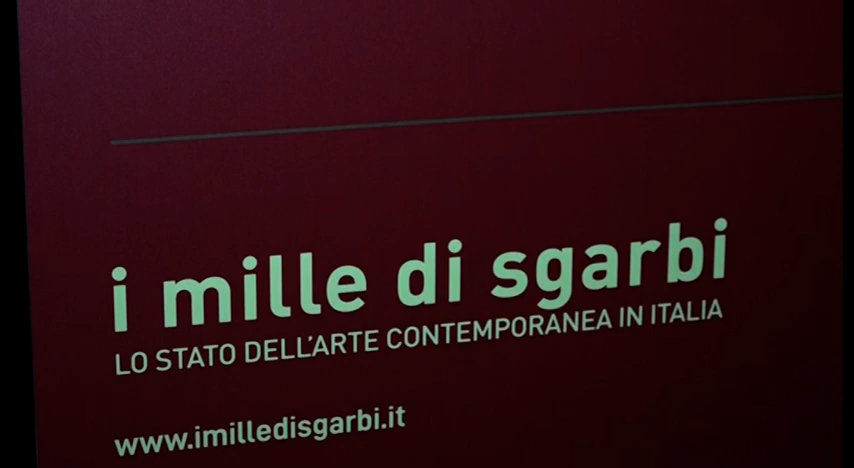 i mille di sgarbi
LO STATO DELL'ARTE CONTEMPORANEA IN ITALIA
www.imilledisgarbi.it